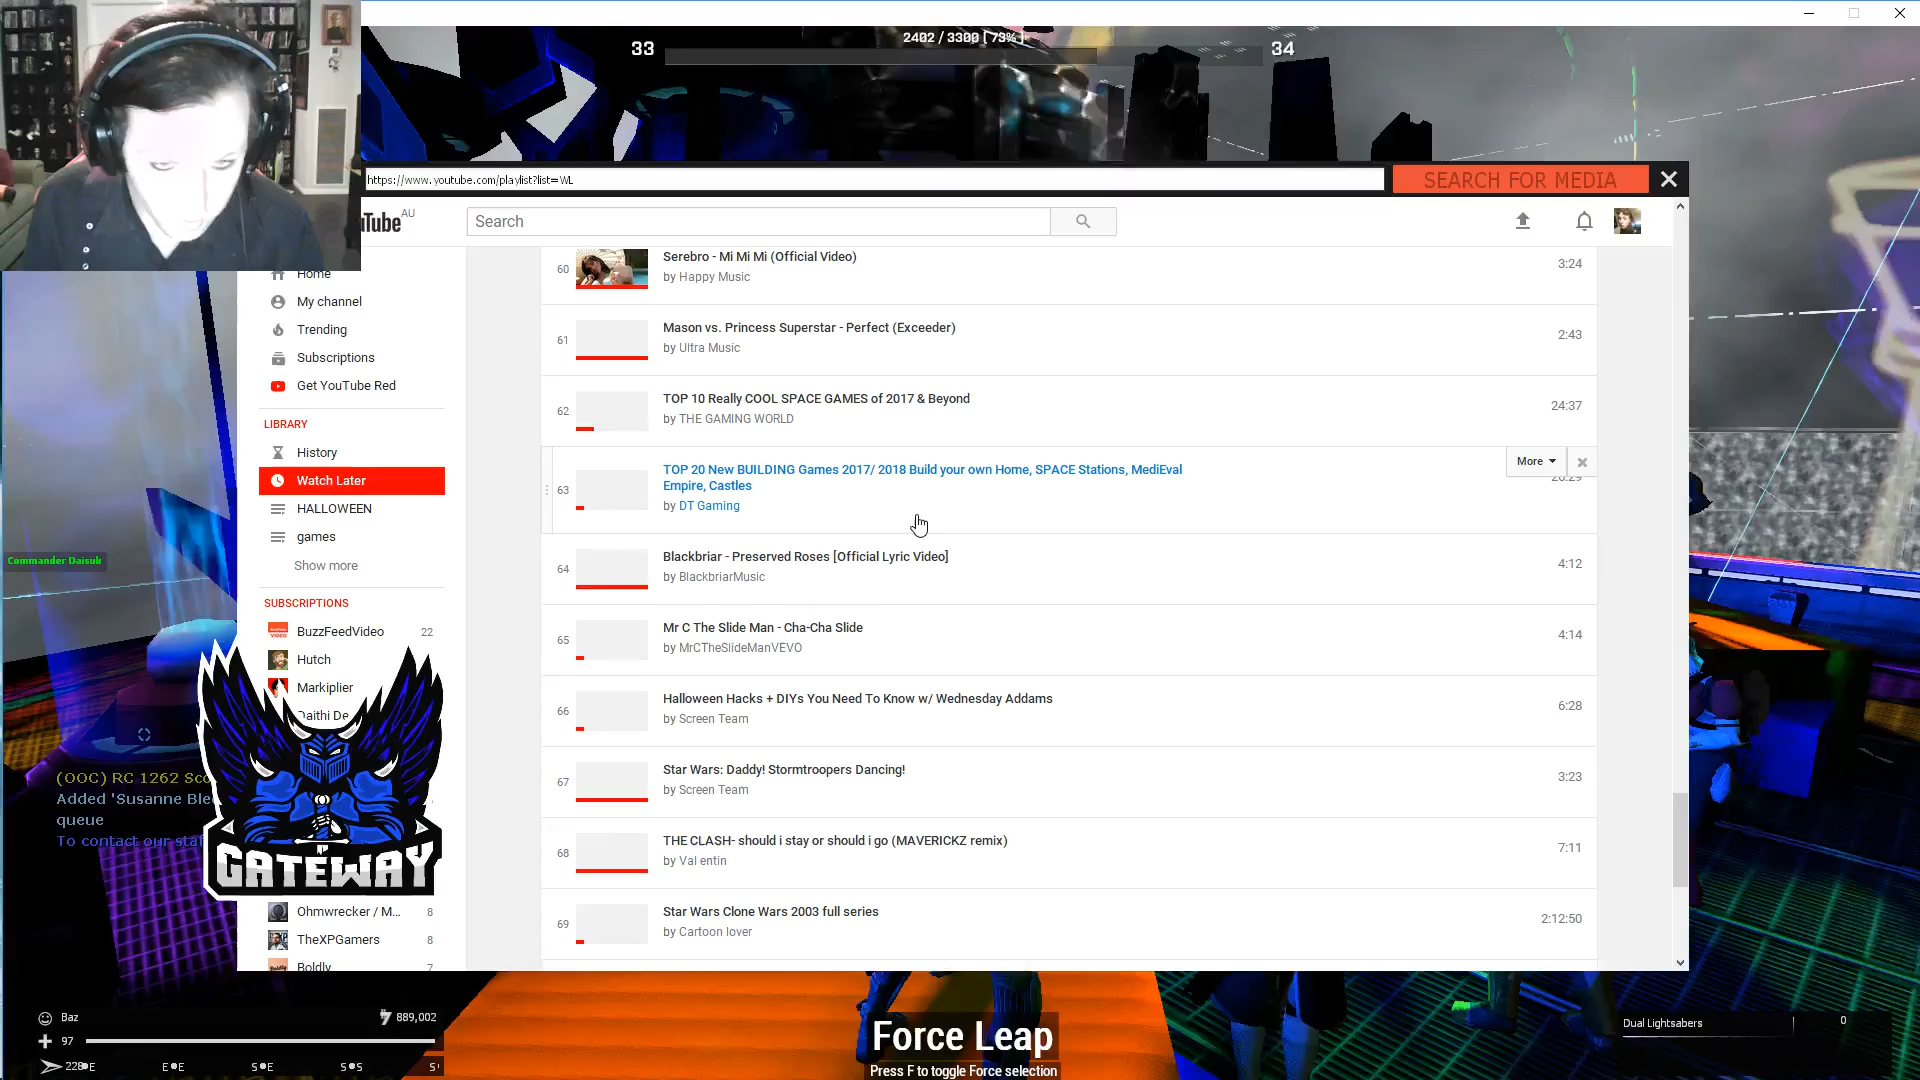 2402 / 3300 [ 73% ]
33
34
https://www.youtube.com/playlist?list=WL
SEARCH FOR MEDIA
AU
Search
Home
My channel
Trending
Subscriptions
Get YouTube Red
LIBRARY
History
Watch Later
HALLOWEEN
games
Show more
SUBSCRIPTIONS
BuzzFeedVideo 22
Hutch
Markiplier
Daithi De
Ohmwrecker / M... 8
TheXPGamers 8
Boldly 7
60
Serebro - Mi Mi Mi (Official Video)
by Happy Music
3:24
61
Mason vs. Princess Superstar - Perfect (Exceeder)
by Ultra Music
2:43
62
TOP 10 Really COOL SPACE GAMES of 2017 & Beyond
by THE GAMING WORLD
24:37
63
TOP 20 New BUILDING Games 2017/ 2018 Build your own Home, SPACE Stations, MediEval
Empire, Castles
by DT Gaming
More
64
Blackbriar - Preserved Roses [Official Lyric Video]
by BlackbriarMusic
4:12
65
Mr C The Slide Man - Cha-Cha Slide
by MrCTheSlideManVEVO
4:14
66
Halloween Hacks + DIYs You Need To Know w/ Wednesday Addams
by Screen Team
6:28
67
Star Wars: Daddy! Stormtroopers Dancing!
by Screen Team
3:23
68
THE CLASH- should i stay or should i go (MAVERICKZ remix)
by Val entin
7:11
69
Star Wars Clone Wars 2003 full series
by Cartoon lover
2:12:50
Commander Daisuk
(OOC) RC 1262 Sco
Added 'Susanne Ble
queue
To contact our staf
GATEWAY
Baz
889,002
97
228
E E S E S S
Force Leap
Press F to toggle Force selection
Dual Lightsabers
0